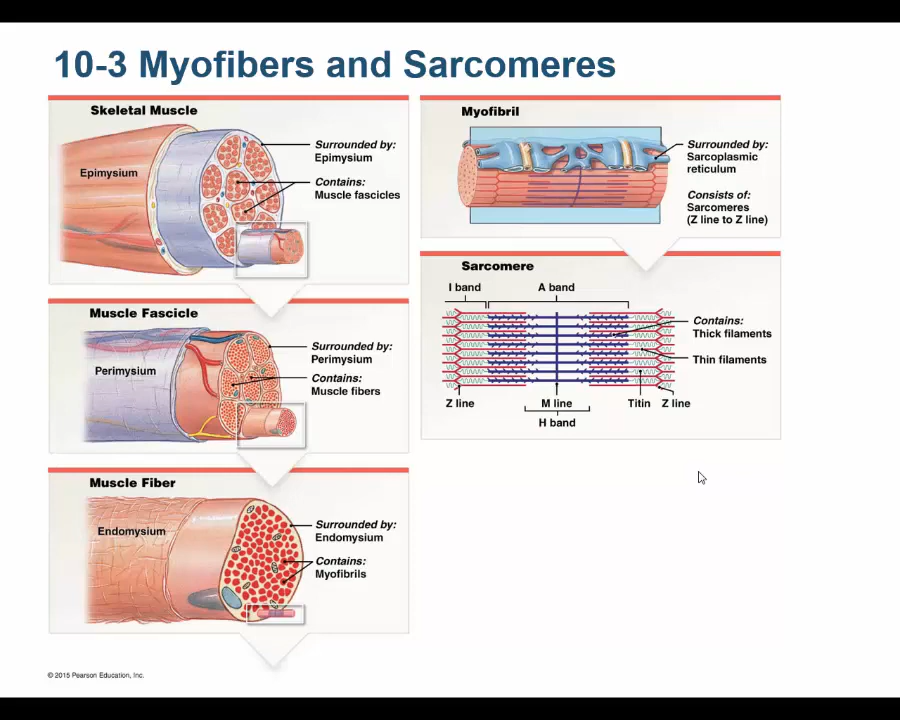 10-3 Myofibers and Sarcomeres
Skeletal Muscle
Epimysium
Surrounded by:
Epimysium
Contains:
Muscle fascicles
Muscle Fascicle
Perimysium
Surrounded by:
Perimysium
Contains:
Muscle fibers
Muscle Fiber
Endomysium
Surrounded by:
Endomysium
Contains:
Myofibrils
Myofibril
Surrounded by:
Sarcoplasmic
reticulum
Consists of:
Sarcomeres
(Z line to Z line)
Sarcomere
I band
A band
Contains:
Thick filaments
Thin filaments
Z line
M line
Titin
Z line
H band
© 2015 Pearson Education, Inc.